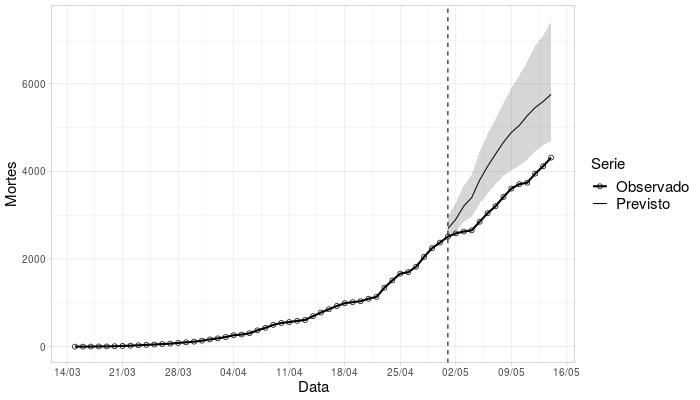 6000
4000
2000
0
Mortes
14/03 21/03 28/03 04/04 11/04 18/04 25/04 02/05 09/05 16/05
Data
Serie
Observado
Previsto